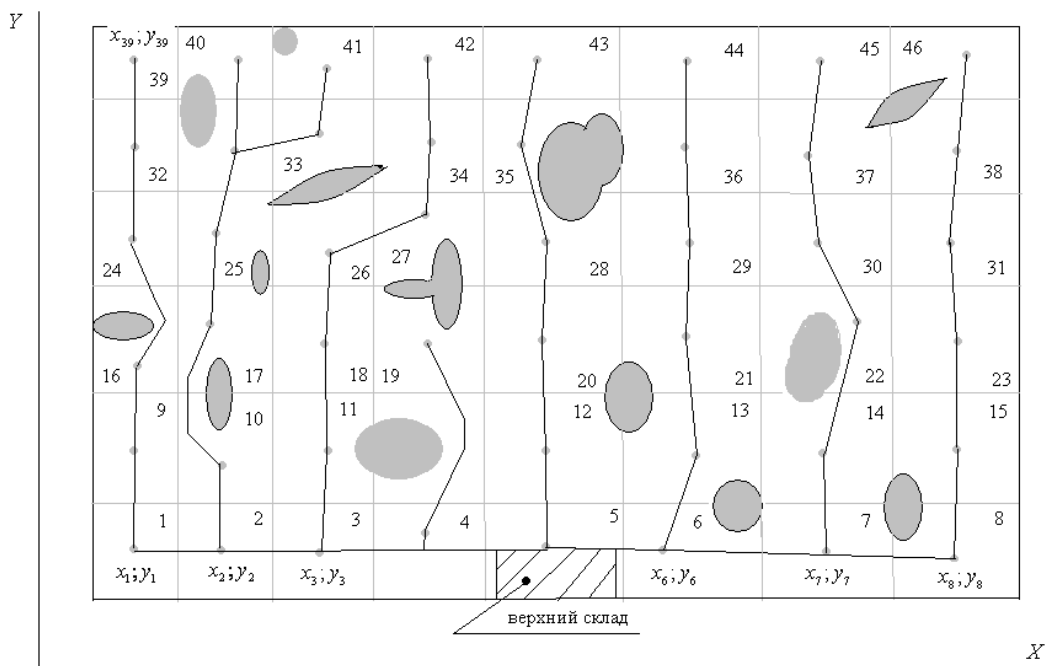 Y
x39; y39 40 41 42 43 44 45 46
39
32 33 34 35 36 37 38
24 25 26 27 28 29 30 31
16 17 18 19 20 21 22 23
9 10 11 12 13 14 15
1 2 3 4 5 6 7 8
x1; y1 x2; y2 x3; y3 x6; y6 x7; y7 x8; y8
верхний склад
X